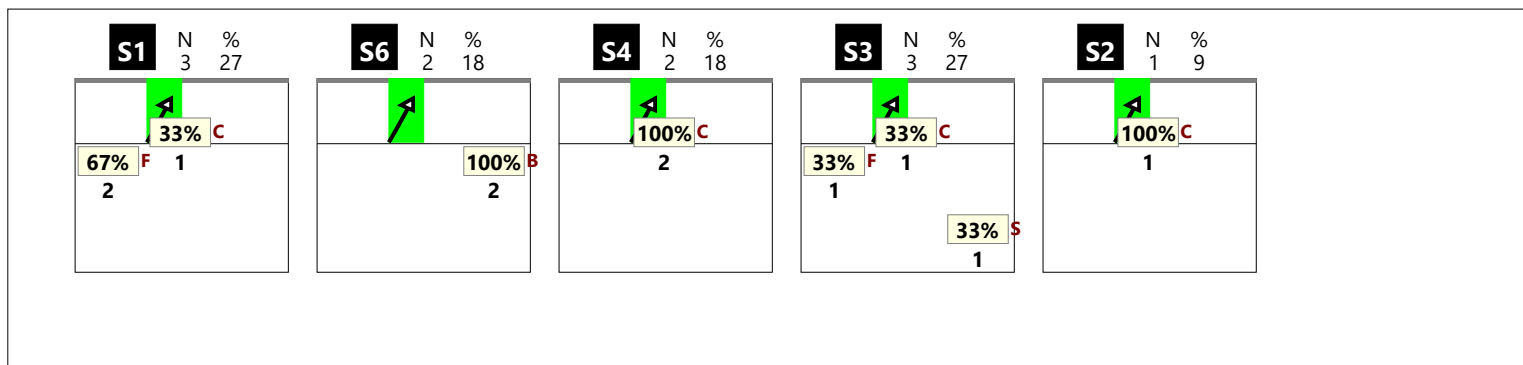 S1 N % S6 N % S4 N % S3 N % S2 N %
3 27 2 18 2 18 3 27 1 9
33% C 100% C 33% C 100% C
67% F 1 100% B 2 33% F 1 1
2 2 1
33% S
1